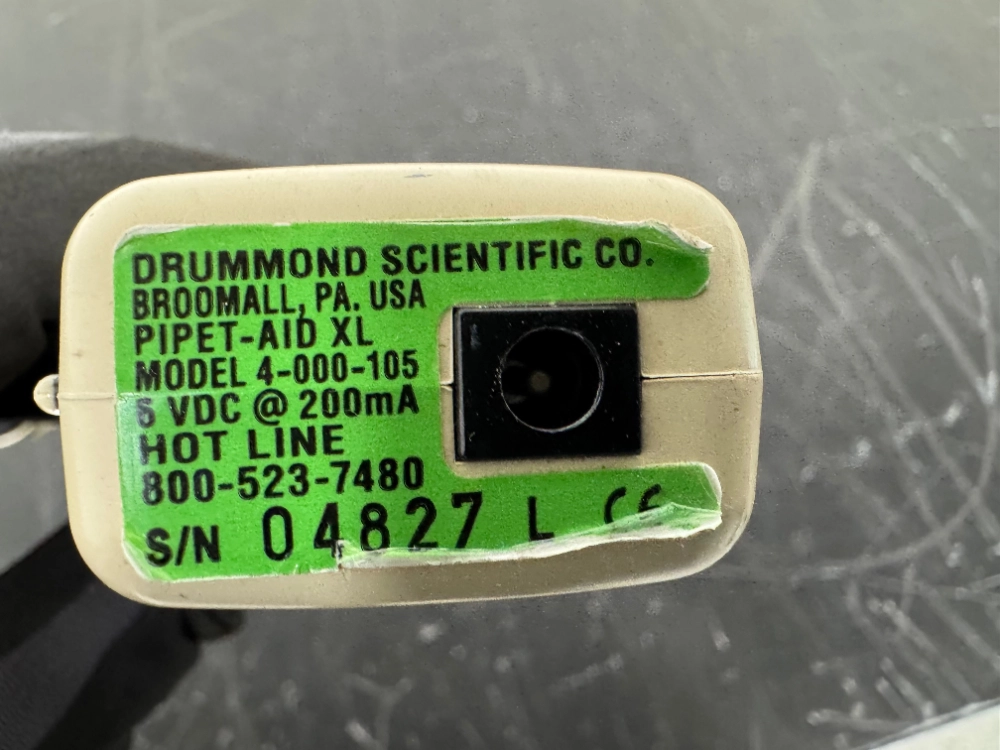 DRUMMOND SCIENTIFIC CO.
BROOMALL, PA. USA
PIPET-AID XL
MODEL 4-000-105
6 VDC @ 200mA
HOT LINE
800-523-7480
S/N 04827 L CE